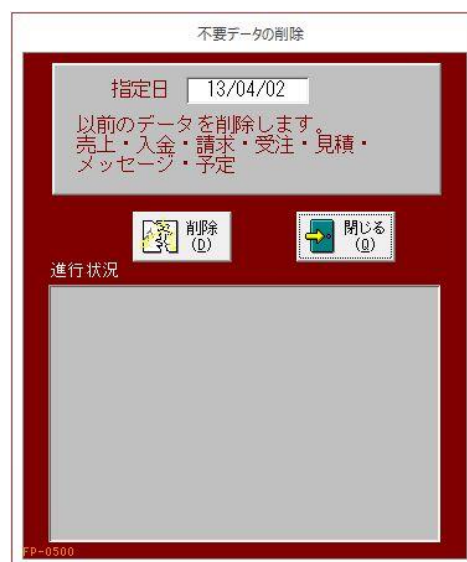 不要データの削除
指定日 13/04/02
以前のデータを削除します。
売上・入金・請求・受注・見積・
メッセージ・予定
削除 閉じる
(D) (Q)
進行状況
FP-0500